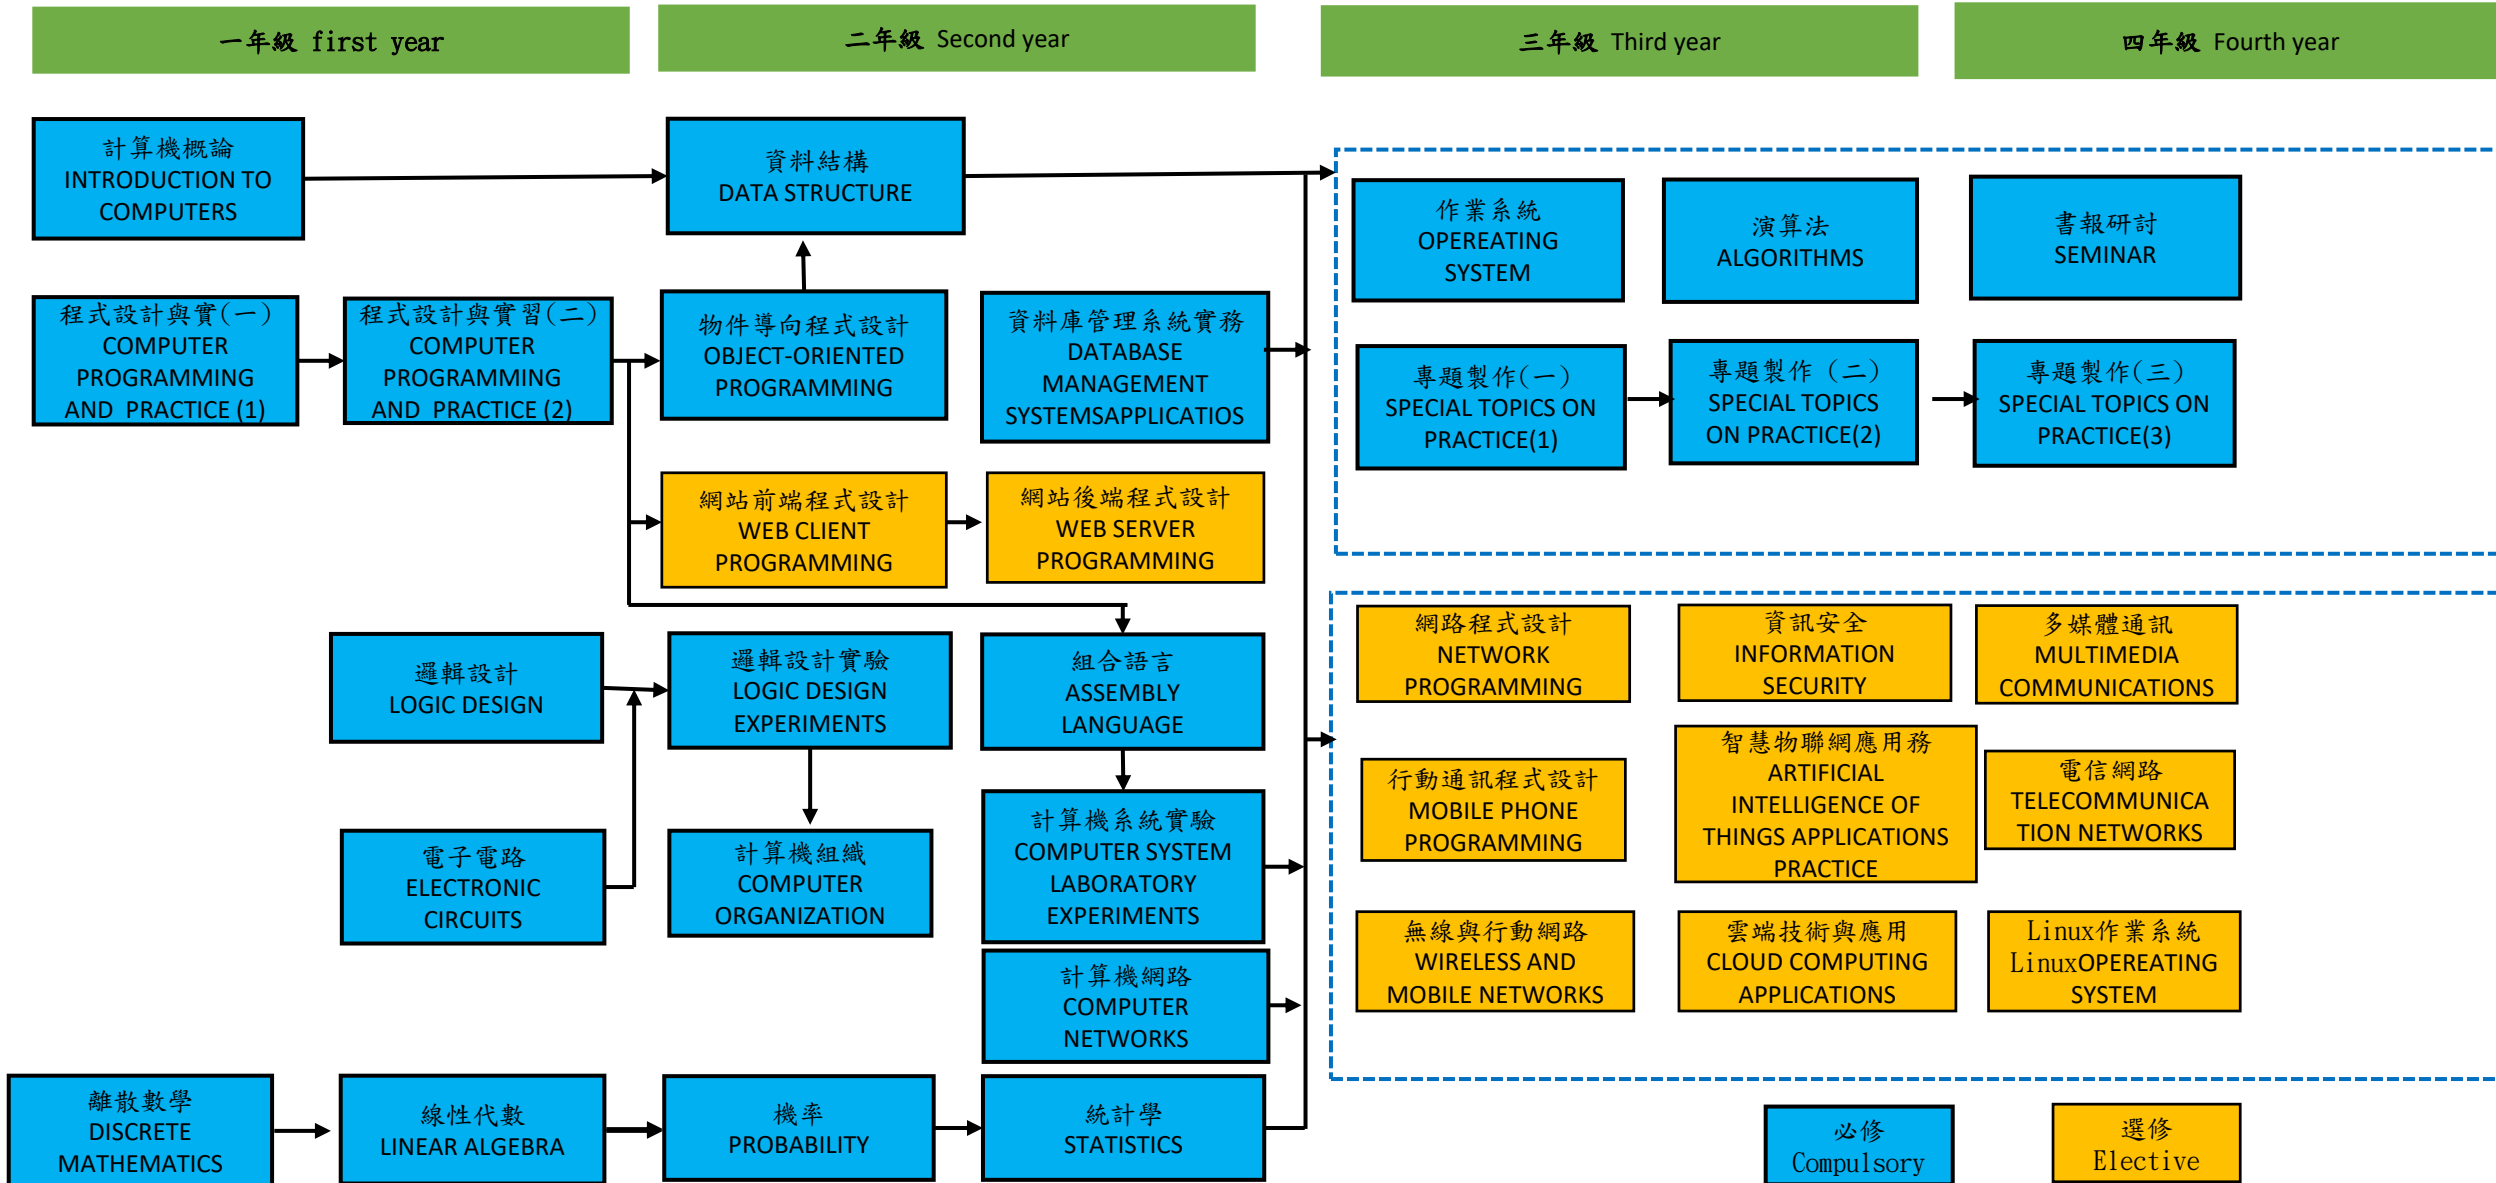 一年級 first year
二年級 Second year
三年級 Third year
四年級 Fourth year
計算機概論
INTRODUCTION TO
COMPUTERS
資料結構
DATA STRUCTURE
作業系統
OPEREATING
SYSTEM
演算法
ALGORITHMS
書報研討
SEMINAR
程式設計與實(一)
COMPUTER
PROGRAMMING
AND PRACTICE (1)
程式設計與實習(二)
COMPUTER
PROGRAMMING
AND PRACTICE (2)
物件導向程式設計
OBJECT-ORIENTED
PROGRAMMING
資料庫管理系統實務
DATABASE
MANAGEMENT
SYSTEMSAPPLICATIOS
專題製作(一)
SPECIAL TOPICS ON
PRACTICE(1)
專題製作 (二)
SPECIAL TOPICS
ON PRACTICE(2)
專題製作(三)
SPECIAL TOPICS ON
PRACTICE(3)
網站前端程式設計
WEB CLIENT
PROGRAMMING
網站後端程式設計
WEB SERVER
PROGRAMMING
邏輯設計
LOGIC DESIGN
邏輯設計實驗
LOGIC DESIGN
EXPERIMENTS
組合語言
ASSEMBLY
LANGUAGE
網路程式設計
NETWORK
PROGRAMMING
資訊安全
INFORMATION
SECURITY
多媒體通訊
MULTIMEDIA
COMMUNICATIONS
電子電路
ELECTRONIC
CIRCUITS
計算機組織
COMPUTER
ORGANIZATION
計算機系統實驗
COMPUTER SYSTEM
LABORATORY
EXPERIMENTS
行動通訊程式設計
MOBILE PHONE
PROGRAMMING
智慧物聯網應用務
ARTIFICIAL
INTELLIGENCE OF
THINGS APPLICATIONS
PRACTICE
電信網路
TELECOMMUNICA
TION NETWORKS
計算機網路
COMPUTER
NETWORKS
無線與行動網路
WIRELESS AND
MOBILE NETWORKS
雲端技術與應用
CLOUD COMPUTING
APPLICATIONS
Linux作業系統
LinuxOPEREATING
SYSTEM
離散數學
DISCRETE
MATHEMATICS
線性代數
LINEAR ALGEBRA
機率
PROBABILITY
統計學
STATISTICS
必修
Compulsory
選修
Elective